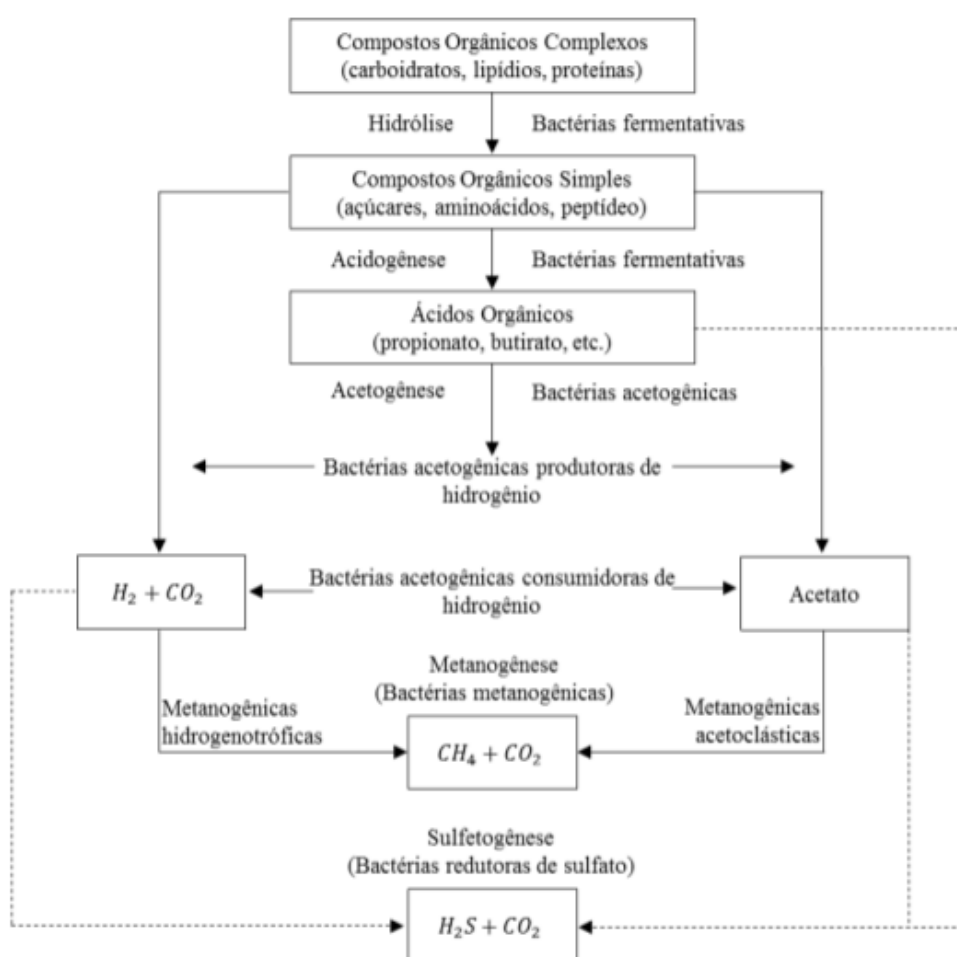 Compostos Orgânicos Complexos
(carboidratos, lipídios, proteínas)
Hidrólise
Bactérias fermentativas
Compostos Orgânicos Simples
(açúcares, aminoácidos, peptídeo)
Acidogênese
Bactérias fermentativas
Ácidos Orgânicos
(propionato, butirato, etc.)
Acetogênese
Bactérias acetogênicas
Bactérias acetogênicas produtoras de
hidrogênio
H₂ + CO₂
Bactérias acetogênicas consumidoras de
hidrogênio
Acetato
Metanogênese
(Bactérias metanogênicas)
Metanogênicas
hidrogenotróficas
Metanogênicas
acetoclásticas
CH₄ + CO₂
Sulfetogênese
(Bactérias redutoras de sulfato)
H₂S + CO₂